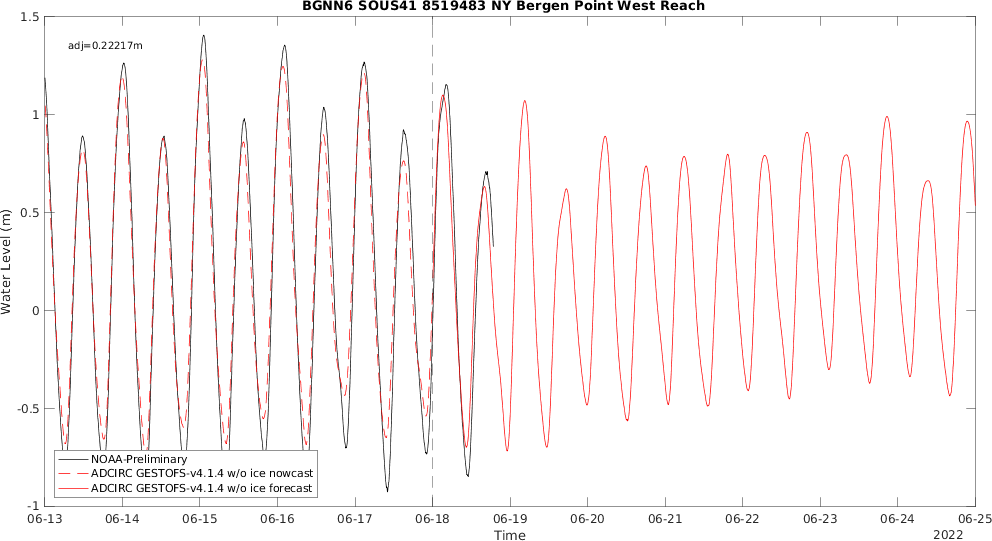 BGNN6 SOUS41 8519483 NY Bergen Point West Reach
adj=0.22217m
1.5
1
0.5
0
-0.5
-1
Water Level (m)
NOAA-Preliminary
ADCIRC GESTOFS-v4.1.4 w/o ice nowcast
ADCIRC GESTOFS-v4.1.4 w/o ice forecast
06-13 06-14 06-15 06-16 06-17 06-18 06-19 06-20 06-21 06-22 06-23 06-24 06-25
Time
2022